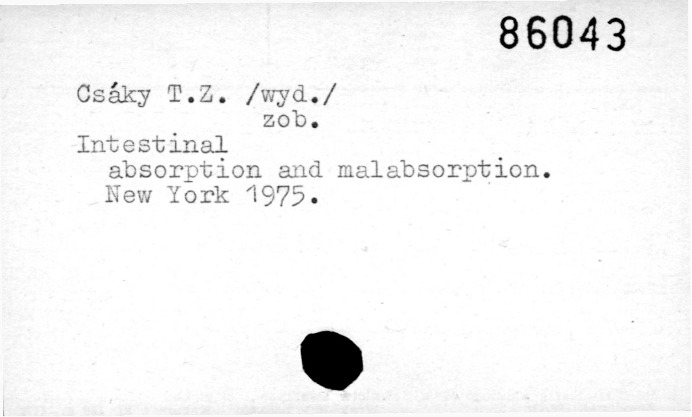 86043
Csáky T.Z. /wyd./
zob.
Intestinal
absorption and malabsorption.
New York 1975.